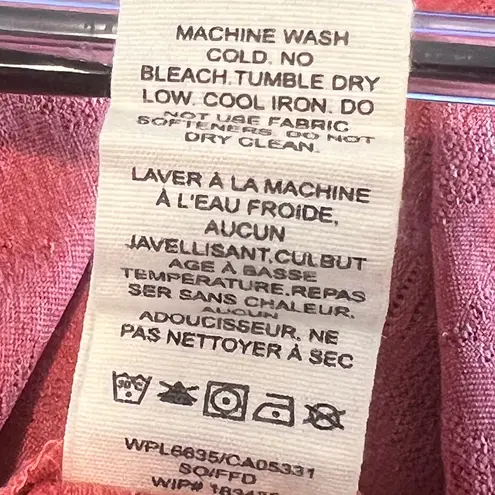 MACHINE WASH
COLD. NO
BLEACH.TUMBLE DRY
LOW. COOL IRON. DO
NOT USE FABRIC
SOFTENERS. DO NOT
DRY CLEAN.
LAVER À LA MACHINE
À L'EAU FROIDE,
AUCUN
JAVELLISANT.CULBUT
AGE À BASSE
TEMPÉRATURE.REPAS
SER SANS CHALEUR.
AUCUN
ADOUCISSEUR. NE
PAS NETTOYER À SEC
30°C
WPL6635/CA05331
SO/FFD
WIP#